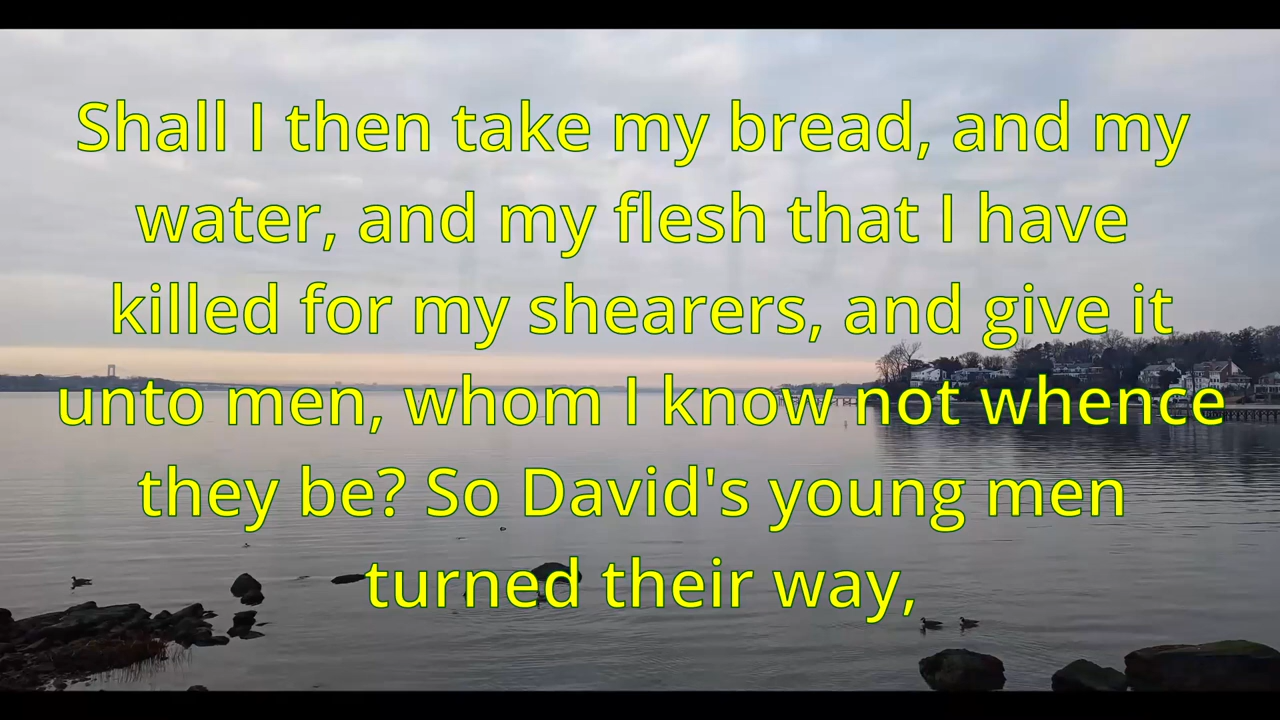 Shall I then take my bread, and my
water, and my flesh that I have
killed for my shearers, and give it
unto men, whom I know not whence
they be? So David's young men
turned their way,